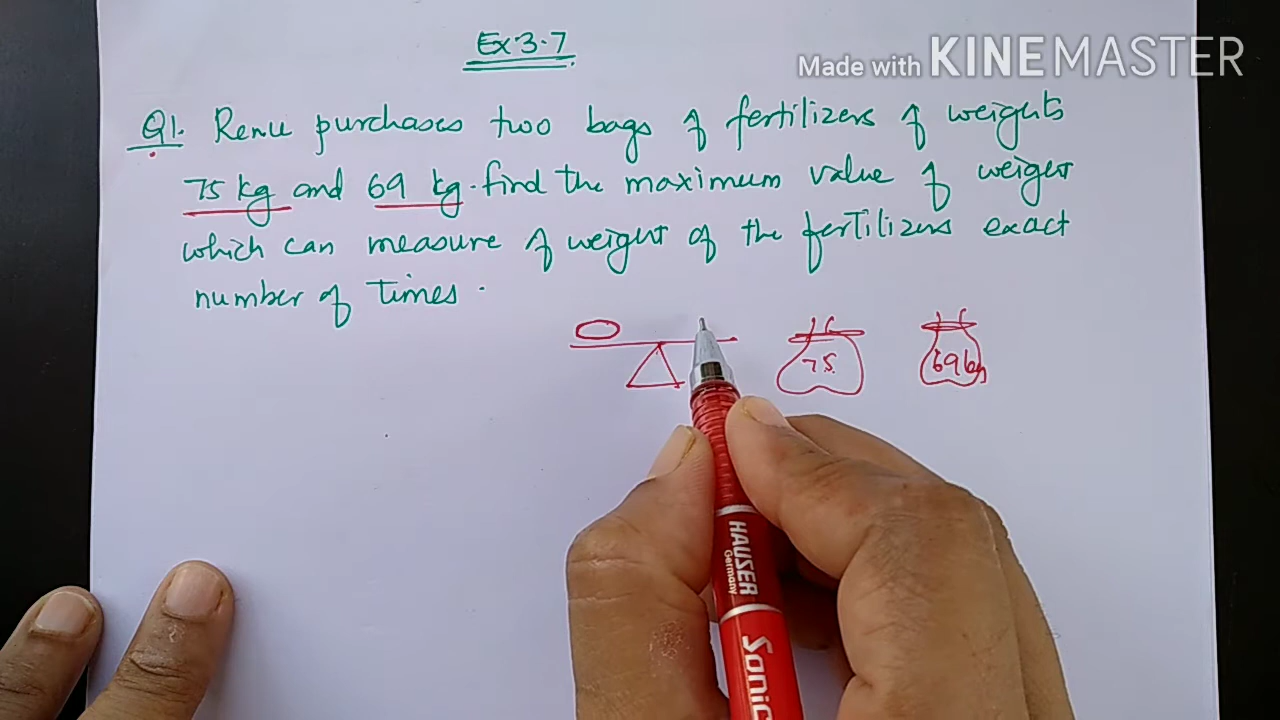 Made with KINEMASTER
Ex 3.7
Q1. Renu purchases two bags of fertilizers of weights
75 kg and 69 kg. find the maximum value of weight
which can measure of weight of the fertilizers exact
number of times.
75 69 kg
HAUSER
Germany
Sonic